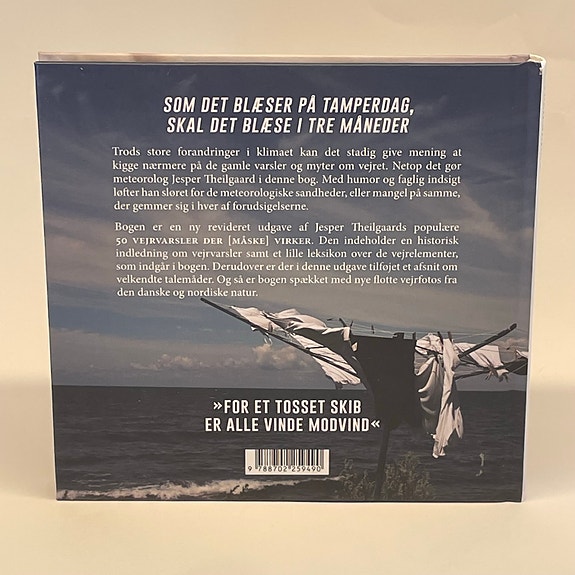 SOM DET BLÆSER PÅ TAMPERDAG,
SKAL DET BLÆSE I TRE MÅNEDER
Trods store forandringer i klimaet kan det stadig give mening at
kigge nærmere på de gamle varsler og myter om vejret. Netop det gør
meteorolog Jesper Theilgaard i denne bog. Med humor og faglig indsigt
løfter han sløret for de meteorologiske sandheder, eller mangel på samme,
der gemmer sig i hver af forudsigelserne.
Bogen er en ny revideret udgave af Jesper Theilgaards populære
50 VEJRVARSLER DER [MÅSKE] VIRKER. Den indeholder en historisk
indledning om vejrvarsler samt et lille leksikon over de vejrelementer,
som indgår i bogen. Derudover er der i denne udgave tilføjet et afsnit om
velkendte talemåder. Og så er bogen spækket med nye flotte vejrfotos fra
den danske og nordiske natur.
»FOR ET TOSSET SKIB
ER ALLE VINDE MODVIND«
9 788702 259490